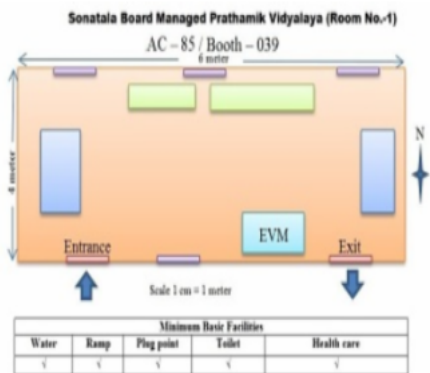 Sonatala Board Managed Prathamik Vidyalaya (Room No.-1)
AC – 85 / Booth – 039
6 meter
4 meter
N
EVM
Entrance
Exit
Scale 1 cm = 1 meter
Minimum Basic Facilities
Water Ramp Plug point Toilet Health care
√ √ √ √ √